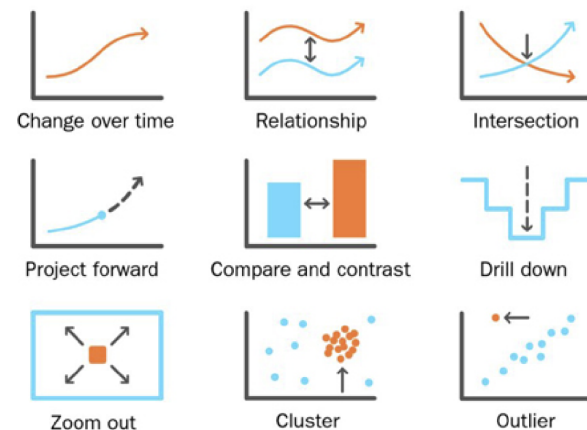 Change over time
Relationship
Intersection
Project forward
Compare and contrast
Drill down
Zoom out
Cluster
Outlier